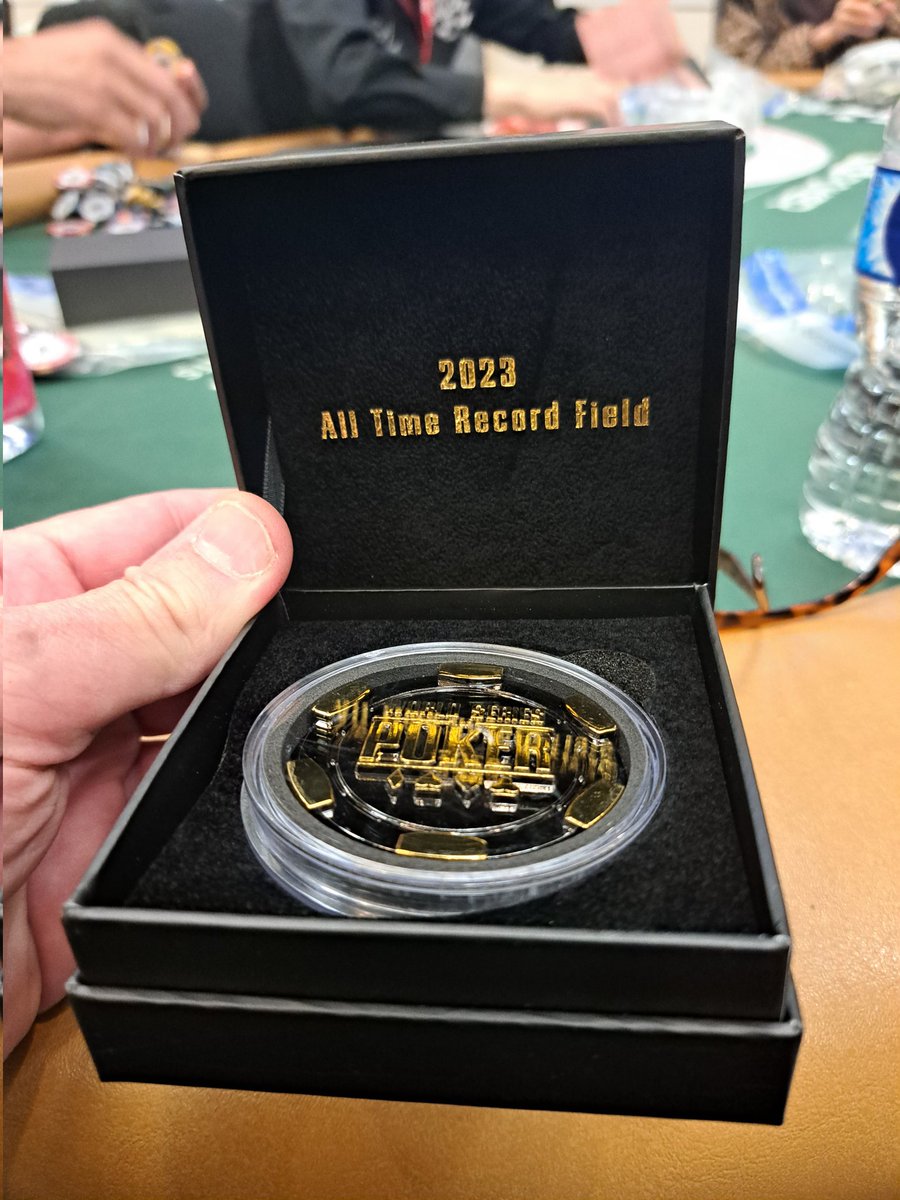 2023
All Time Record Field
WORLD SERIES
POKER